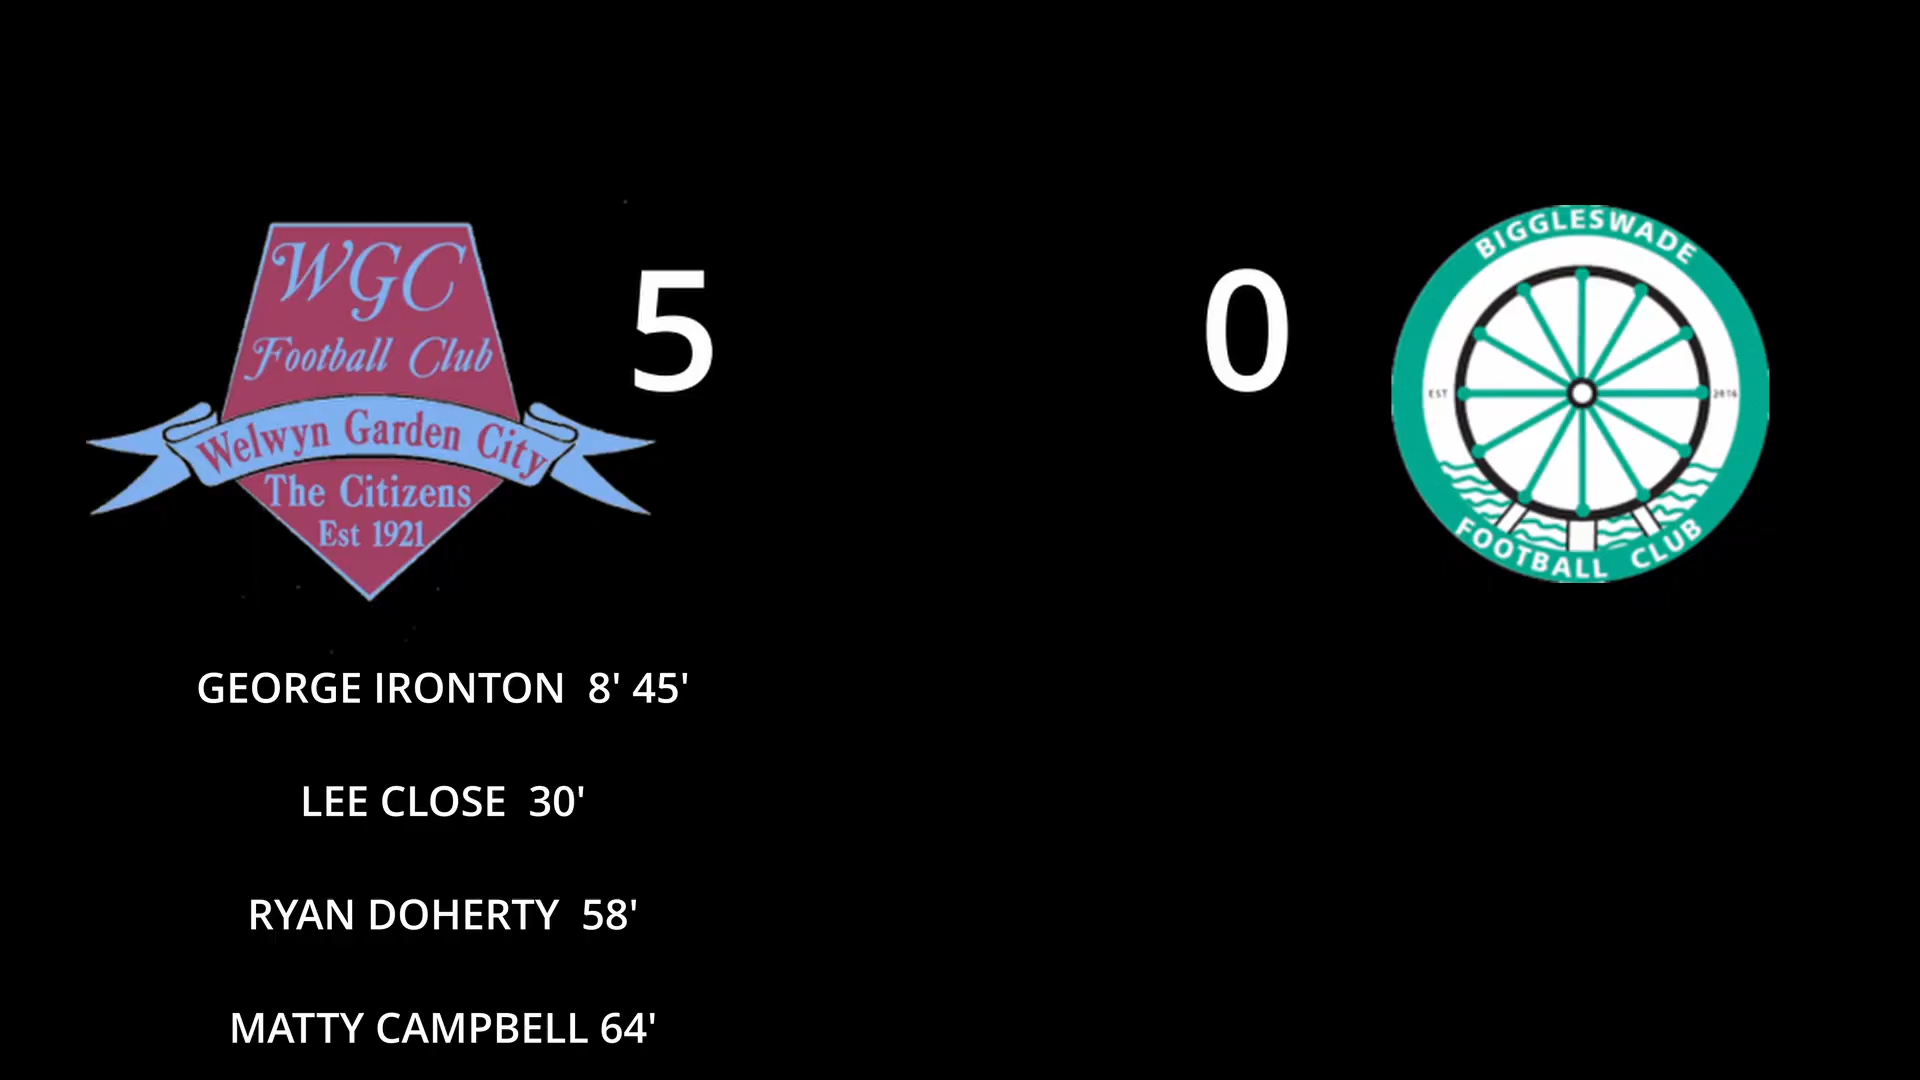 WGC
Football Club
Welwyn Garden City
The Citizens
Est 1921
5
0
BIGGLESWADE
EST 2016
FOOTBALL CLUB
GEORGE IRONTON 8' 45'
LEE CLOSE 30'
RYAN DOHERTY 58'
MATTY CAMPBELL 64'